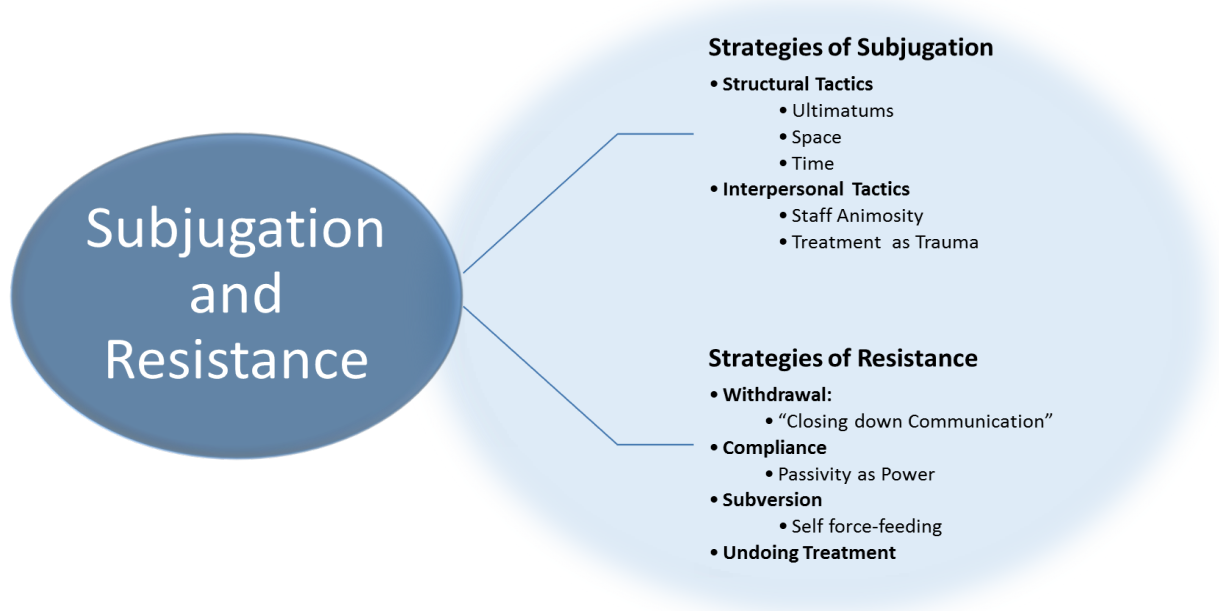 Subjugation
and
Resistance
Strategies of Subjugation
• Structural Tactics
• Ultimatums
• Space
• Time
• Interpersonal Tactics
• Staff Animosity
• Treatment as Trauma
Strategies of Resistance
• Withdrawal:
• “Closing down Communication”
• Compliance
• Passivity as Power
• Subversion
• Self force-feeding
• Undoing Treatment